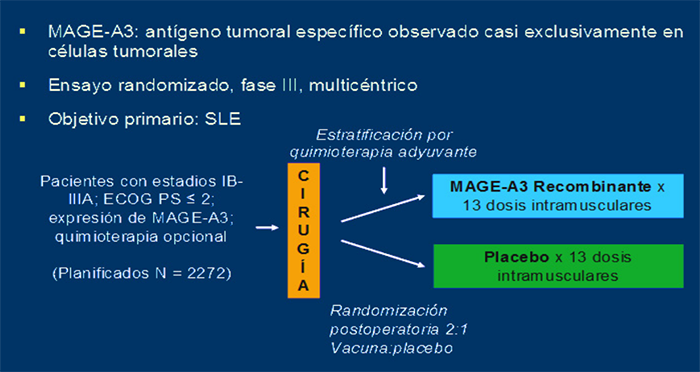 MAGE-A3: antígeno tumoral específico observado casi exclusivamente en
células tumorales
Ensayo randomizado, fase III, multicéntrico
Objetivo primario: SLE
Estratificación por
quimioterapia adyuvante
Pacientes con estadios IB-
IIIA; ECOG PS ≤ 2;
expresión de MAGE-A3;
quimioterapia opcional
(Planificados N = 2272)
CIRUGÍA
MAGE-A3 Recombinante x
13 dosis intramusculares
Placebo x 13 dosis
intramusculares
Randomización
postoperatoria 2:1
Vacuna:placebo